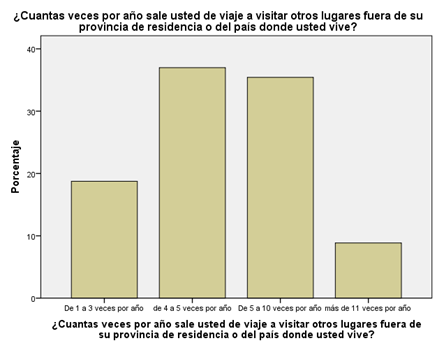 ¿Cuantas veces por año sale usted de viaje a visitar otros lugares fuera de su
provincia de residencia o del país donde usted vive?
40
30
20
10
0
Porcentaje
De 1 a 3 veces por año
de 4 a 5 veces por año
De 5 a 10 veces por año
más de 11 veces por año
¿Cuantas veces por año sale usted de viaje a visitar otros lugares fuera de
su provincia de residencia o del país donde usted vive?